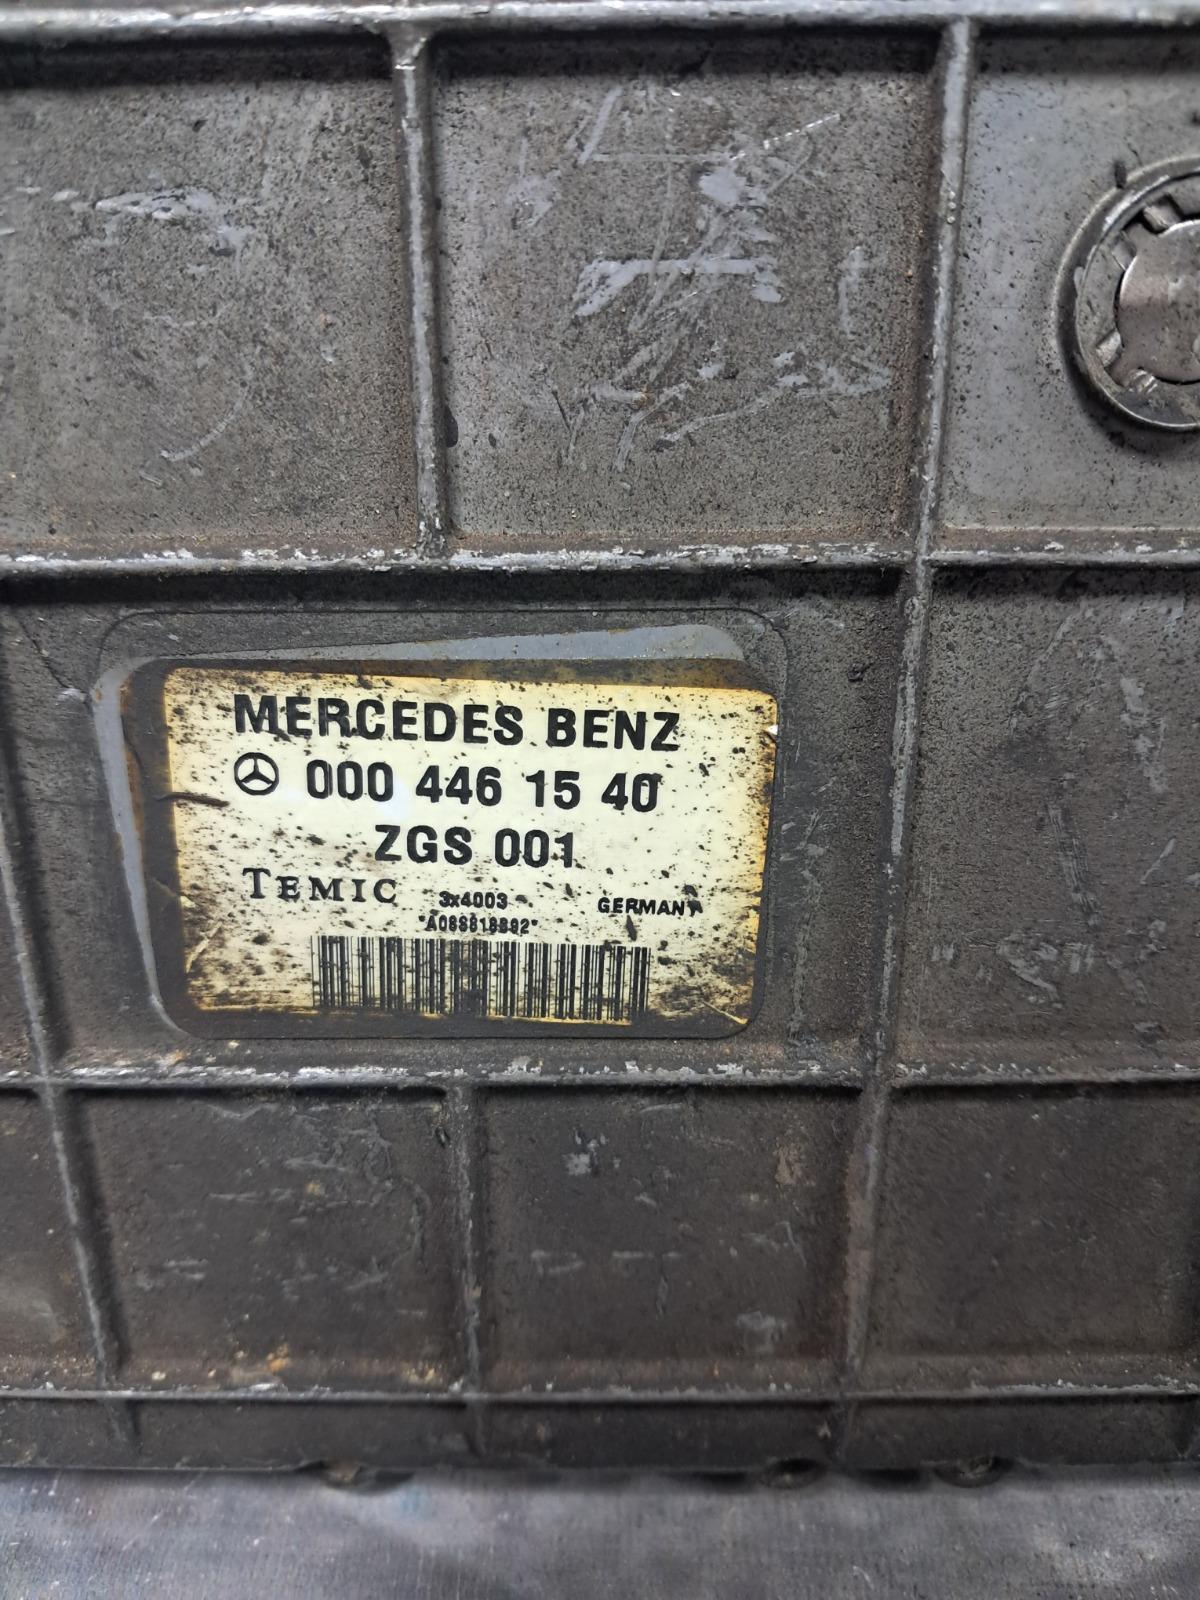 MERCEDES BENZ
000 446 15 40
ZGS 001
TEMIC 3x4003 GERMANY